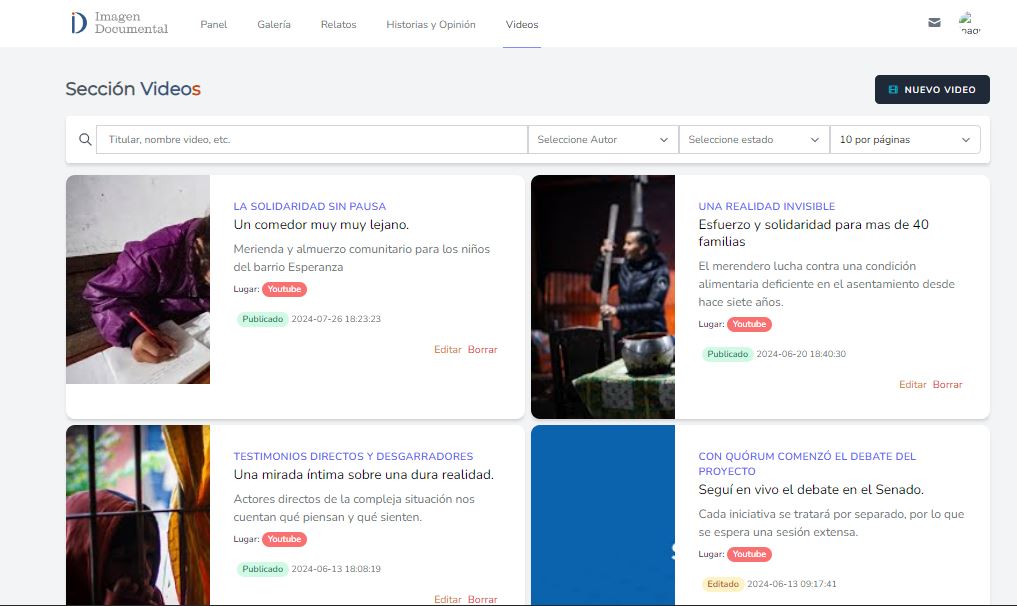 Imagen
Documental
Panel
Galería
Relatos
Historias y Opinión
Videos
Sección Videos
NUEVO VIDEO
Titular, nombre video, etc.
Seleccione Autor
Seleccione estado
10 por páginas
LA SOLIDARIDAD SIN PAUSA
Un comedor muy muy lejano.
Merienda y almuerzo comunitario para los niños
del barrio Esperanza
Lugar: Youtube
Publicado 2024-07-26 18:23:23
Editar Borrar
UNA REALIDAD INVISIBLE
Esfuerzo y solidaridad para mas de 40
familias
El merendero lucha contra una condición
alimentaria deficiente en el asentamiento desde
hace siete años.
Lugar: Youtube
Publicado 2024-06-20 18:40:30
Editar Borrar
TESTIMONIOS DIRECTOS Y DESGARRADORES
Una mirada íntima sobre una dura realidad.
Actores directos de la compleja situación nos
cuentan qué piensan y qué sienten.
Lugar: Youtube
Publicado 2024-06-13 18:08:19
Editar Borrar
CON QUÓRUM COMENZÓ EL DEBATE DEL
PROYECTO
Seguí en vivo el debate en el Senado.
Cada iniciativa se tratará por separado, por lo que
se espera una sesión extensa.
Lugar: Youtube
Editado 2024-06-13 09:17:41